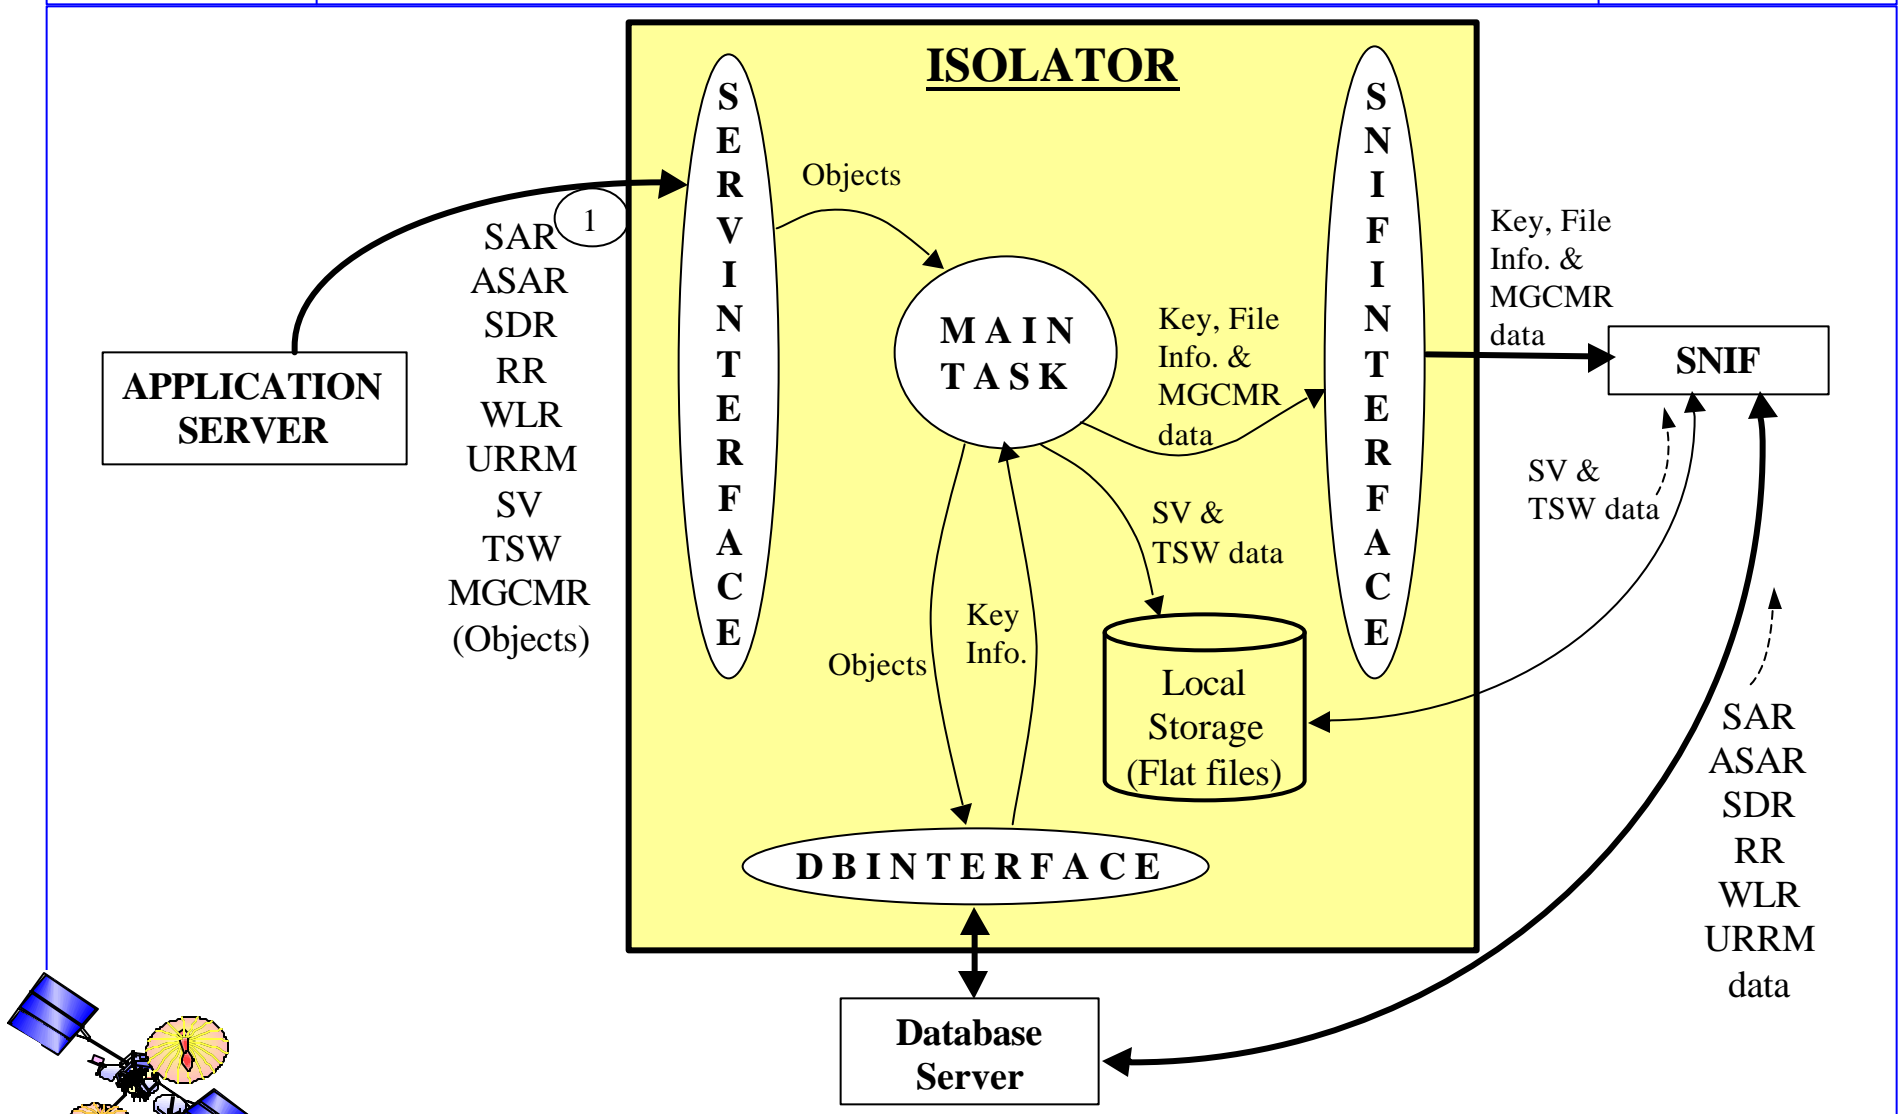 ISOLATOR
SERVINTERFACE
SNIFINTERFACE
Objects
1
SAR
ASAR
SDR
RR
WLR
URRM
SV
TSW
MGCMR
(Objects)
APPLICATION
SERVER
MAIN
TASK
Key, File
Info. &
MGCMR
data
Key, File
Info. &
MGCMR
data
SNIF
SV &
TSW data
SV &
TSW data
Objects
Key
Info.
Local
Storage
(Flat files)
DBINTERFACE
Database
Server
SAR
ASAR
SDR
RR
WLR
URRM
data